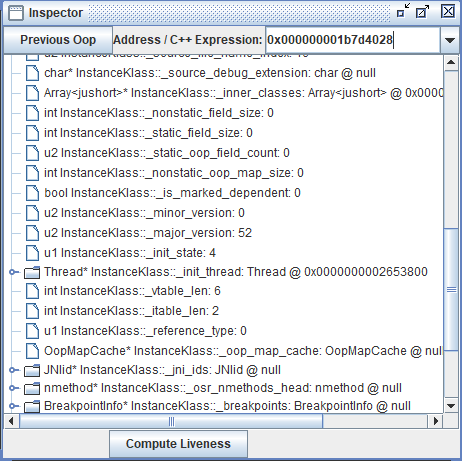 Inspector
Previous Oop Address / C++ Expression: 0x000000001b7d4028
char* InstanceKlass::_source_debug_extension: char @ null
Array<jushort>* InstanceKlass::_inner_classes: Array<jushort> @ 0x0000
int InstanceKlass::_nonstatic_field_size: 0
int InstanceKlass::_static_field_size: 0
u2 InstanceKlass::_static_oop_field_count: 0
int InstanceKlass::_nonstatic_oop_map_size: 0
bool InstanceKlass::_is_marked_dependent: 0
u2 InstanceKlass::_minor_version: 0
u2 InstanceKlass::_major_version: 52
u1 InstanceKlass::_init_state: 4
Thread* InstanceKlass::_init_thread: Thread @ 0x0000000002653800
int InstanceKlass::_vtable_len: 6
int InstanceKlass::_itable_len: 2
u1 InstanceKlass::_reference_type: 0
OopMapCache* InstanceKlass::_oop_map_cache: OopMapCache @ null
JNIid* InstanceKlass::_jni_ids: JNIid @ null
nmethod* InstanceKlass::_osr_nmethods_head: nmethod @ null
BreakpointInfo* InstanceKlass::_breakpoints: BreakpointInfo @ null
Compute Liveness